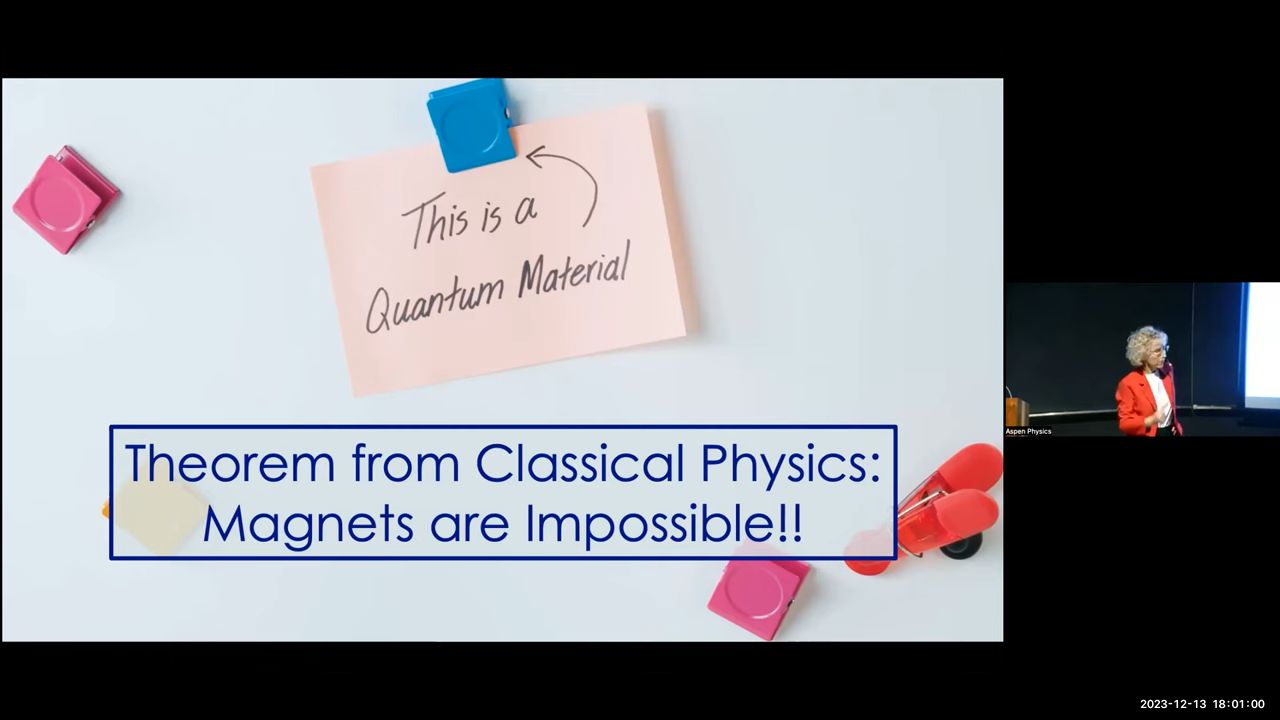 This is a
Quantum Material
Theorem from Classical Physics:
Magnets are Impossible!!
Aspen Physics
2023-12-13 18:01:00